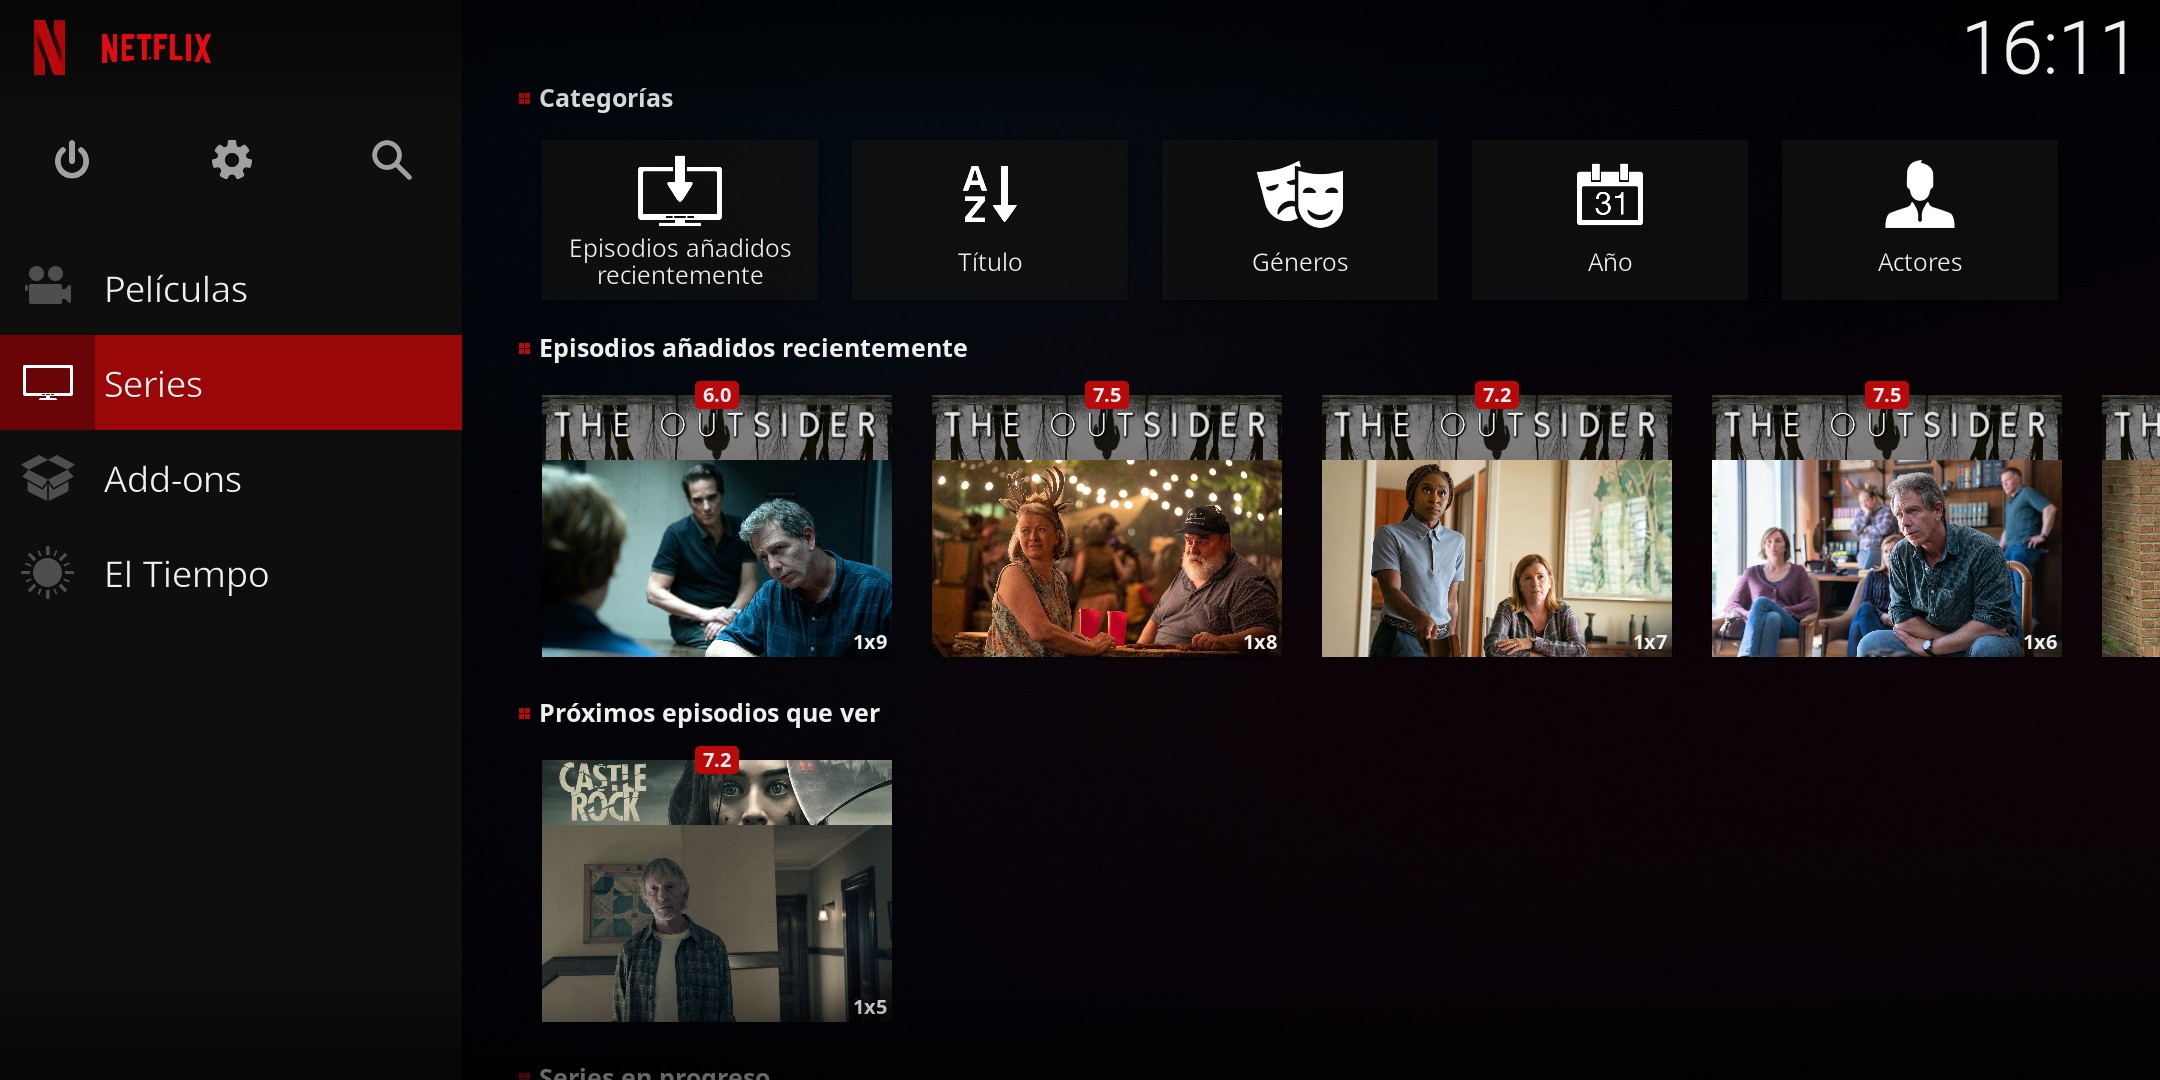 NETFLIX
16:11
Películas
Series
Add-ons
El Tiempo
Categorías
Episodios añadidos
recientemente
A
Z
Título
Géneros
31
Año
Actores
Episodios añadidos recientemente
6.0
THE OUTSIDER
1x9
7.5
THE OUTSIDER
1x8
7.2
THE OUTSIDER
1x7
7.5
THE OUTSIDER
1x6
TH
Próximos episodios que ver
7.2
CASTLE
ROCK
1x5
Series en progreso